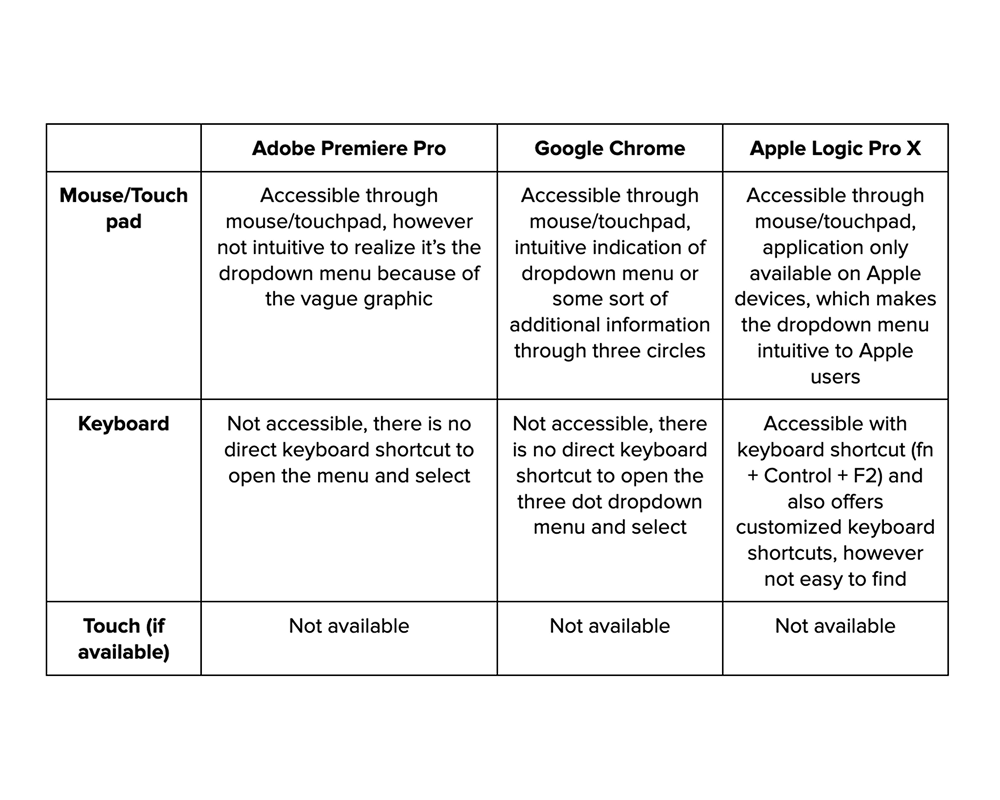 Adobe Premiere Pro
Google Chrome
Apple Logic Pro X
Mouse/Touch
pad
Accessible through
mouse/touchpad, however
not intuitive to realize it’s the
dropdown menu because of
the vague graphic
Accessible through
mouse/touchpad,
intuitive indication of
dropdown menu or
some sort of
additional information
through three circles
Accessible through
mouse/touchpad,
application only
available on Apple
devices, which makes
the dropdown menu
intuitive to Apple
users
Keyboard
Not accessible, there is no
direct keyboard shortcut to
open the menu and select
Not accessible, there
is no direct keyboard
shortcut to open the
three dot dropdown
menu and select
Accessible with
keyboard shortcut (fn
+ Control + F2) and
also offers
customized keyboard
shortcuts, however
not easy to find
Touch (if
available)
Not available
Not available
Not available